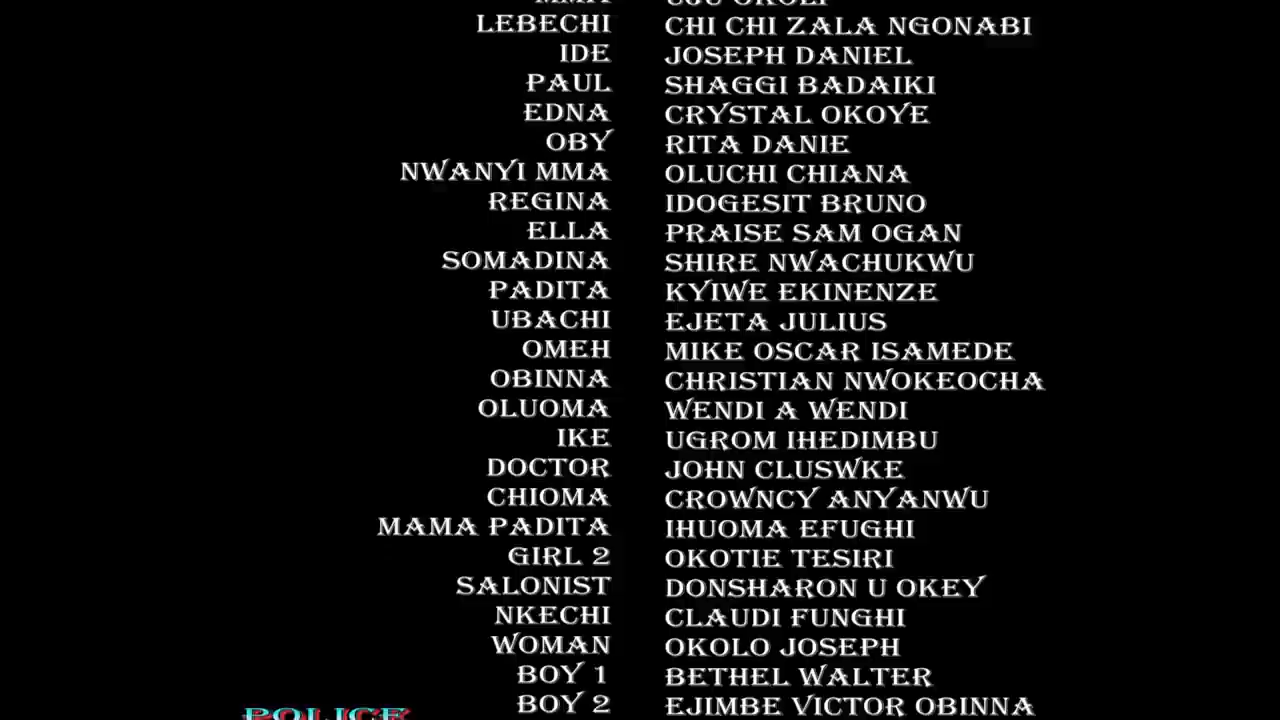 MMA UJU OKOLI
LEBECHI CHI CHI ZALA NGONABI
IDE JOSEPH DANIEL
PAUL SHAGGI BADAIKI
EDNA CRYSTAL OKOYE
OBY RITA DANIE
NWANYI MMA OLUCHI CHIANA
REGINA IDOGESIT BRUNO
ELLA PRAISE SAM OGAN
SOMADINA SHIRE NWACHUKWU
PADITA KYIWE EKINENZE
UBACHI EJETA JULIUS
OMEH MIKE OSCAR ISAMEDE
OBINNA CHRISTIAN NWOKEOCHA
OLUOMA WENDI A WENDI
IKE UGROM IHEDIMBU
DOCTOR JOHN CLUSWKE
CHIOMA CROWNCY ANYANWU
MAMA PADITA IHUOMA EFUGHI
GIRL 2 OKOTIE TESIRI
SALONIST DONSHARON U OKEY
NKECHI CLAUDI FUNGHI
WOMAN OKOLO JOSEPH
BOY 1 BETHEL WALTER
BOY 2 EJIMBE VICTOR OBINNA
POLICE